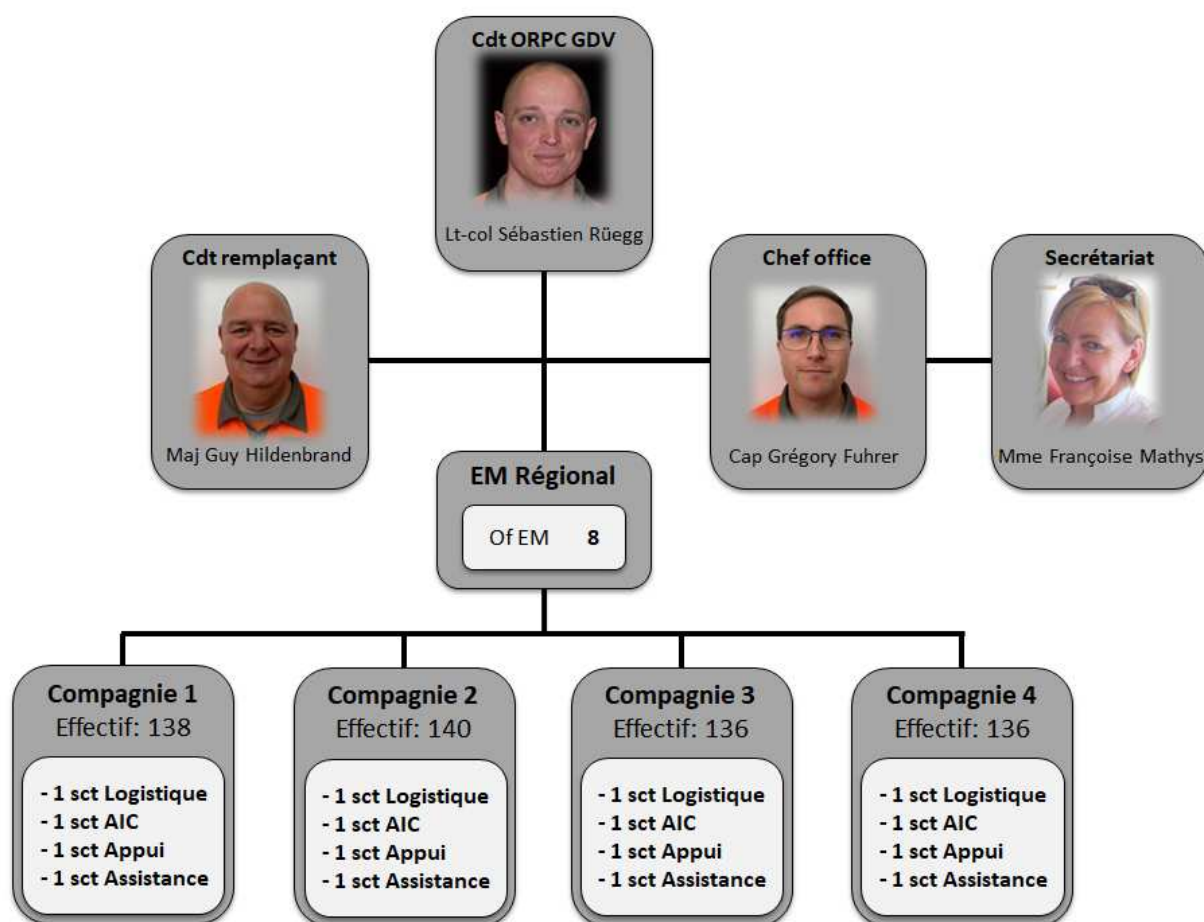 Cdt ORPC GDV
Lt-col Sébastien Rüegg
Cdt remplaçant
Maj Guy Hildenbrand
Chef office
Cap Grégory Fuhrer
Secrétariat
Mme Françoise Mathys
EM Régional
Of EM 8
Compagnie 1
Effectif: 138
- 1 sct Logistique
- 1 sct AIC
- 1 sct Appui
- 1 sct Assistance
Compagnie 2
Effectif: 140
- 1 sct Logistique
- 1 sct AIC
- 1 sct Appui
- 1 sct Assistance
Compagnie 3
Effectif: 136
- 1 sct Logistique
- 1 sct AIC
- 1 sct Appui
- 1 sct Assistance
Compagnie 4
Effectif: 136
- 1 sct Logistique
- 1 sct AIC
- 1 sct Appui
- 1 sct Assistance